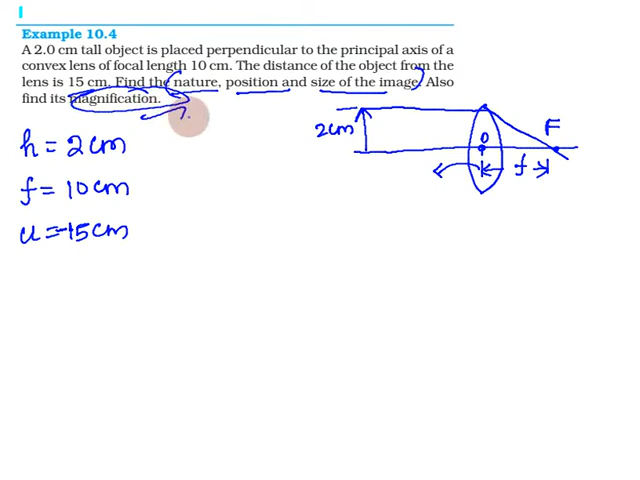 Example 10.4
A 2.0 cm tall object is placed perpendicular to the principal axis of a
convex lens of focal length 10 cm. The distance of the object from the
lens is 15 cm. Find the nature, position and size of the image. Also
find its magnification.
h = 2cm
f = 10cm
u = -15cm
2cm
O
F
f